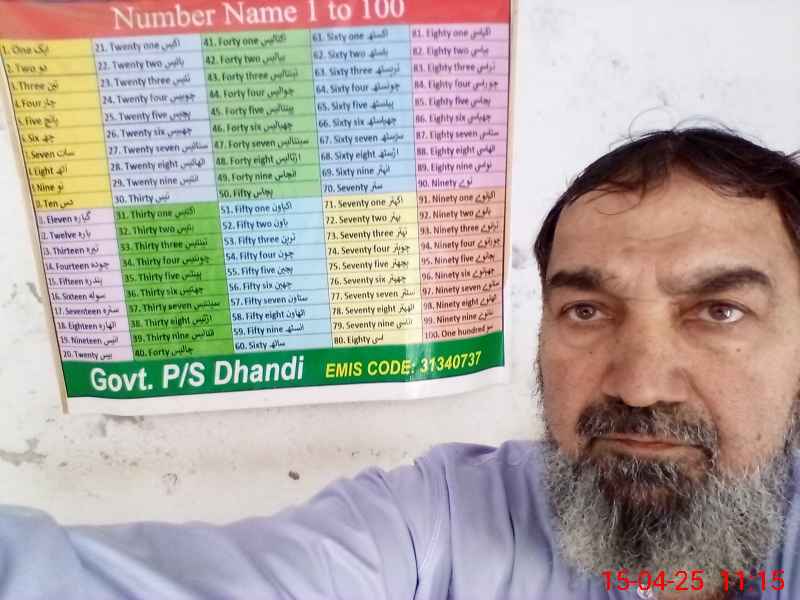 Number Name 1 to 100
1. One ایک
2. Two دو
3. Three تین
4. Four چار
5. Five پانچ
6. Six چھ
7. Seven سات
8. Eight آٹھ
9. Nine نو
0. Ten دس
11. Eleven گیارہ
12. Twelve بارہ
13. Thirteen تیرہ
14. Fourteen چودہ
15. Fifteen پندرہ
16. Sixteen سولہ
17. Seventeen سترہ
18. Eighteen اٹھارہ
19. Nineteen انیس
20. Twenty بیس
21. Twenty one اکیس
22. Twenty two بائیس
23. Twenty three تئیس
24. Twenty four چوبیس
25. Twenty five پچیس
26. Twenty six چھبیس
27. Twenty seven ستائیس
28. Twenty eight اٹھائیس
29. Twenty nine انتیس
30. Thirty تیس
31. Thirty one اکتیس
32. Thirty two بتیس
33. Thirty three تینتیس
34. Thirty four چونتیس
35. Thirty five پینتیس
36. Thirty six چھتیس
37. Thirty seven سینتیس
38. Thirty eight اڑتیس
39. Thirty nine انتالیس
40. Forty چالیس
41. Forty one اکتالیس
42. Forty two بیالیس
43. Forty three تینتالیس
44. Forty four چوالیس
45. Forty five پینتالیس
46. Forty six چھیالیس
47. Forty seven سینتالیس
48. Forty eight اڑتالیس
49. Forty nine انچاس
50. Fifty پچاس
51. Fifty one اکیاون
52. Fifty two باون
53. Fifty three ترپن
54. Fifty four چون
55. Fifty five پچپن
56. Fifty six چھپن
57. Fifty seven ستاون
58. Fifty eight اٹھاون
59. Fifty nine انسٹھ
60. Sixty ساٹھ
61. Sixty one اکسٹھ
62. Sixty two باسٹھ
63. Sixty three تریسٹھ
64. Sixty four چونسٹھ
65. Sixty five پینسٹھ
66. Sixty six چھیاسٹھ
67. Sixty seven سڑسٹھ
68. Sixty eight اڑسٹھ
69. Sixty nine انہتر
70. Seventy ستر
71. Seventy one اکہتر
72. Seventy two بہتر
73. Seventy three تہتر
74. Seventy four چوہتر
75. Seventy five پچھتر
76. Seventy six چھہتر
77. Seventy seven ستتر
78. Seventy eight اٹھہتر
79. Seventy nine اناسی
80. Eighty اسی
81. Eighty one اکیاسی
82. Eighty two بیاسی
83. Eighty three تراسی
84. Eighty four چوراسی
85. Eighty five پچاسی
86. Eighty six چھیاسی
87. Eighty seven ستاسی
88. Eighty eight اٹھاسی
89. Eighty nine نواسی
90. Ninety نوے
91. Ninety one اکیانوے
92. Ninety two بانوے
93. Ninety three ترانوے
94. Ninety four چورانوے
95. Ninety five پچانوے
96. Ninety six چھیانوے
97. Ninety seven ستانوے
98. Ninety eight اٹھانوے
99. Ninety nine ننانوے
100. One hundred سو
Govt. P/S Dhandi EMIS CODE: 31340737
15-04-25 11:15